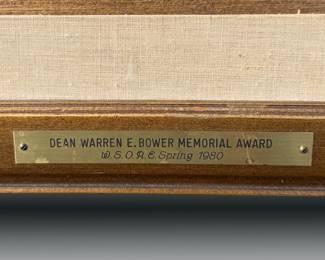 DEAN WARREN E. BOWER MEMORIAL AWARD
W.S.O.A.E. Spring 1980